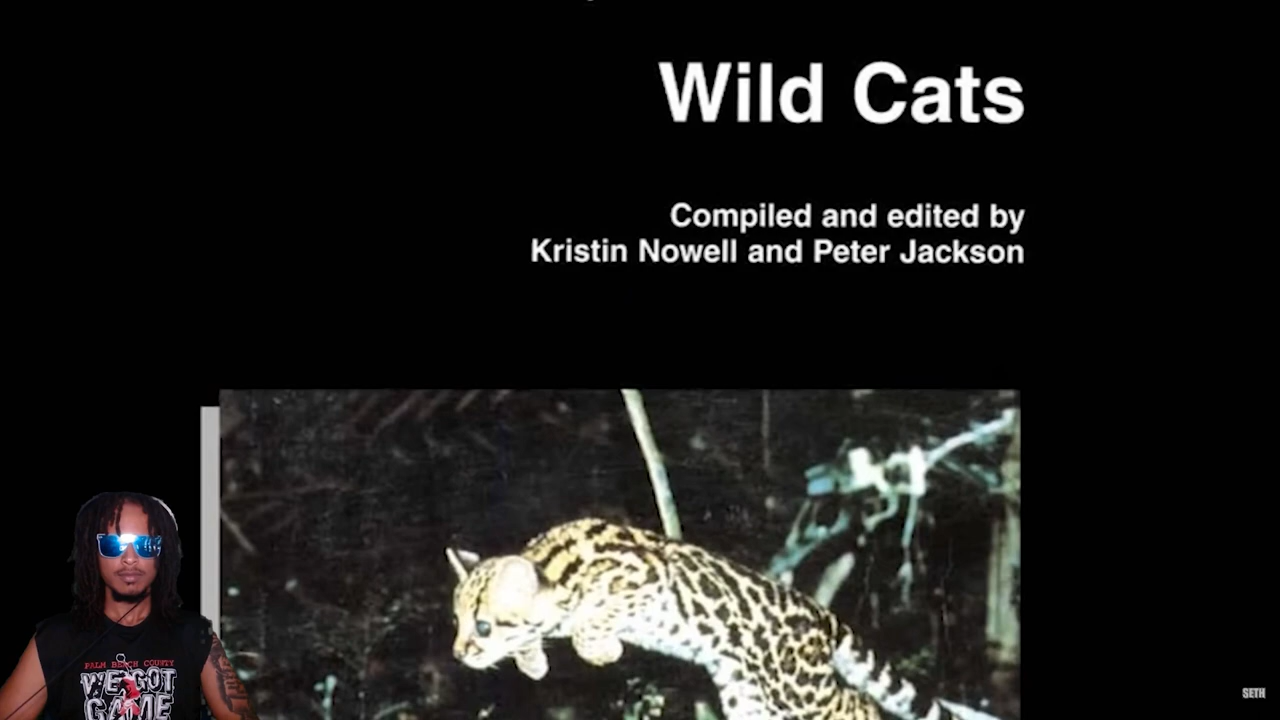 Wild Cats
Compiled and edited by
Kristin Nowell and Peter Jackson
PALM BEACH COUNTY
WE GOT
GAME
SETH